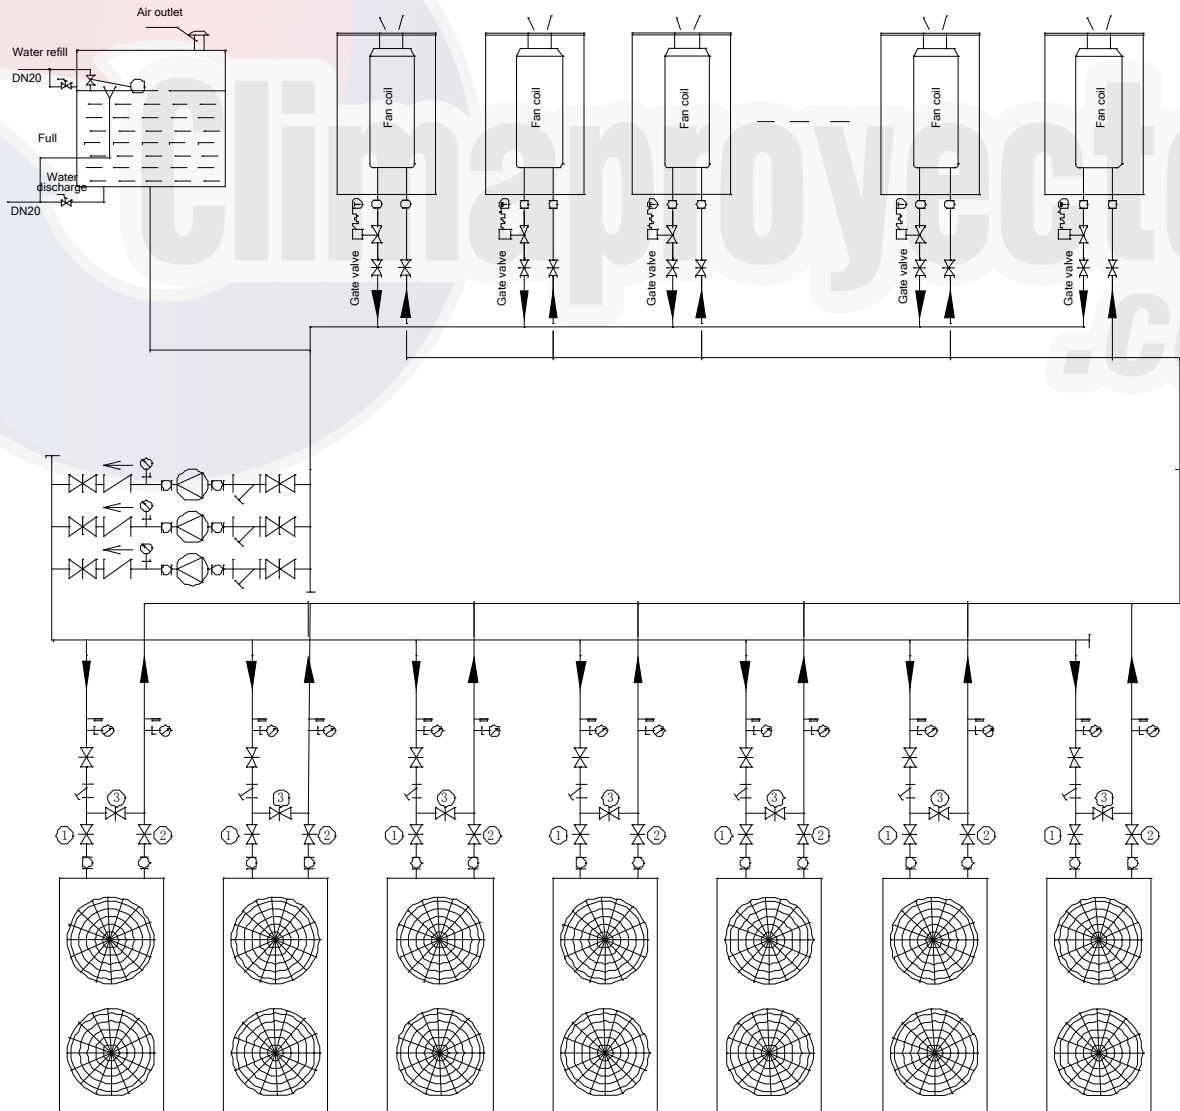 Air outlet
Water refill
DN20
Full
Water
discharge
DN20
Fan coil
Fan coil
Fan coil
Fan coil
Fan coil
Gate valve
Gate valve
Gate valve
Gate valve
Gate valve
Climaproyecto
.co
3
3
3
3
3
3
3
1
2
1
2
1
2
1
2
1
2
1
2
1
2